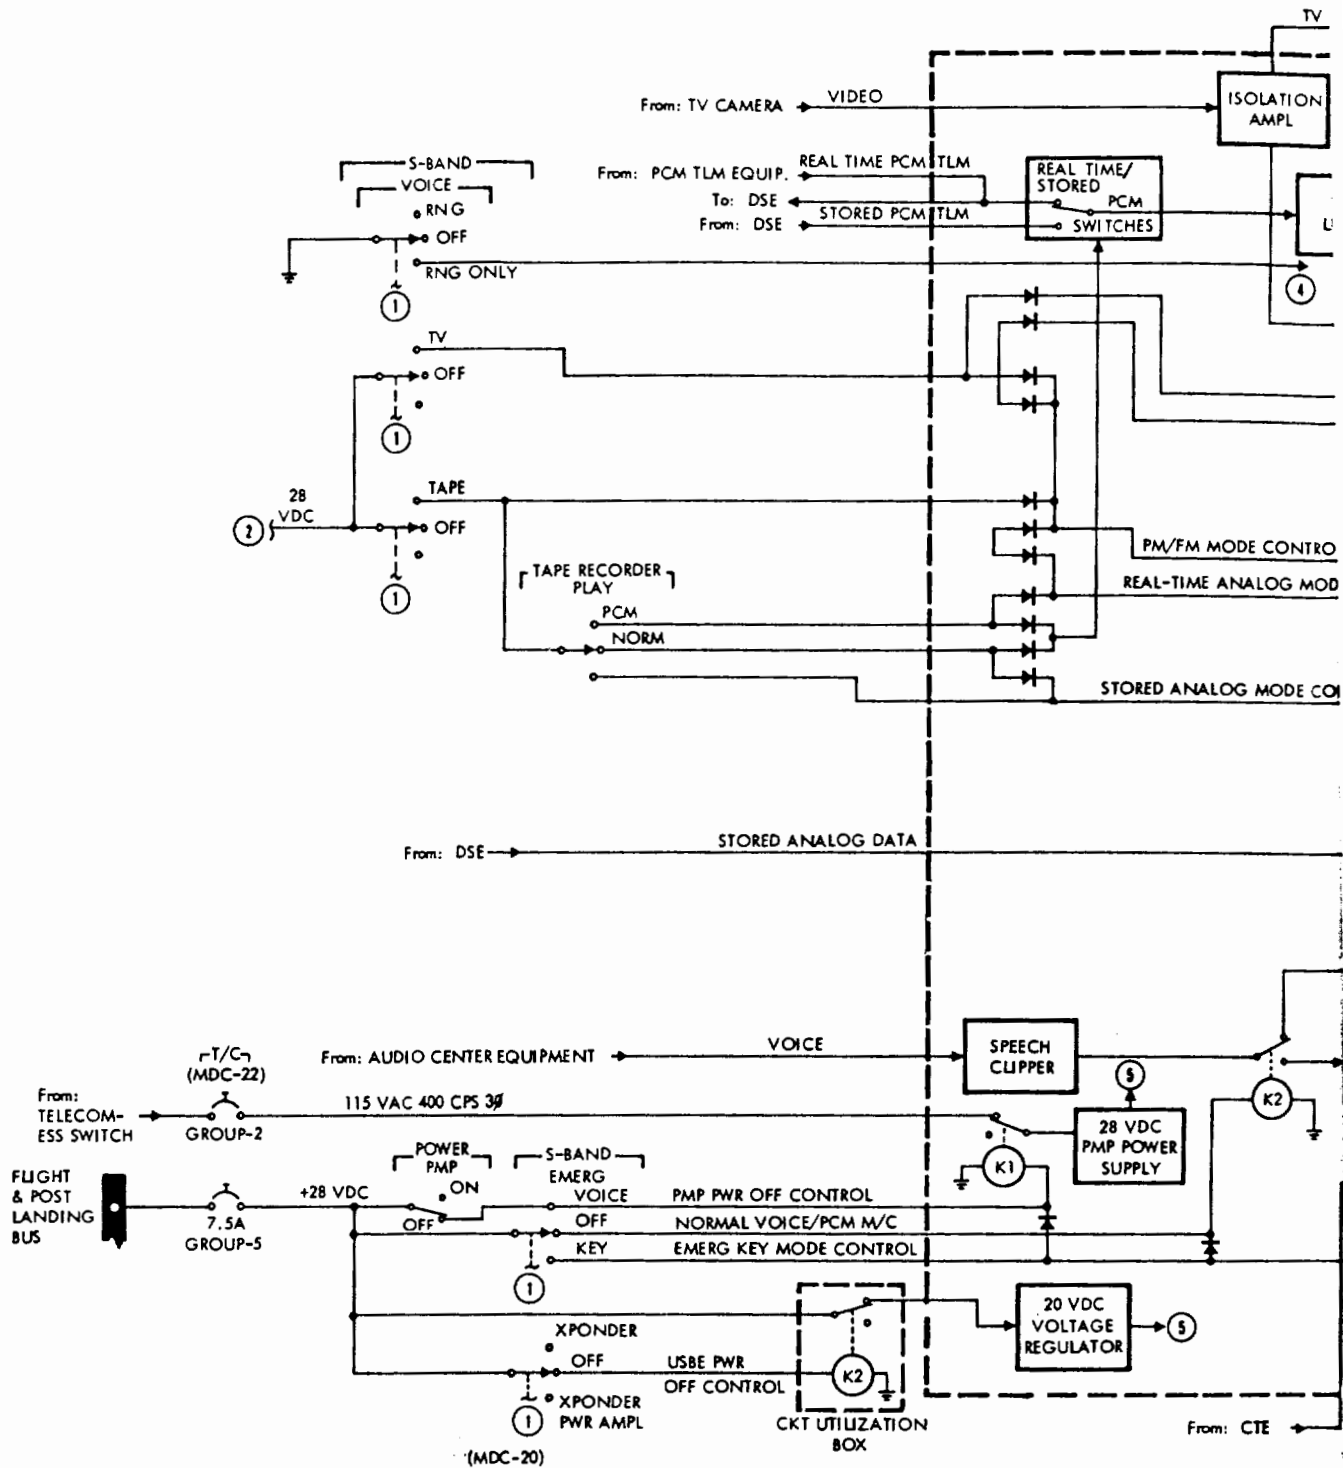 TV
From: TV CAMERA
VIDEO
ISOLATION
AMPL
S-BAND
VOICE
RNG
OFF
RNG ONLY
1
From: PCM TLM EQUIP.
REAL TIME PCM TLM
To: DSE
From: DSE
STORED PCM TLM
REAL TIME/
STORED
PCM
SWITCHES
4
TV
OFF
1
28
VDC
2
TAPE
OFF
1
TAPE RECORDER
PLAY
PCM
NORM
PM/FM MODE CONTRO
REAL-TIME ANALOG MOD
STORED ANALOG MODE CO
From: DSE
STORED ANALOG DATA
From: AUDIO CENTER EQUIPMENT
VOICE
SPEECH
CLIPPER
K2
T/C
(MDC-22)
From:
TELECOM-
ESS SWITCH
GROUP-2
115 VAC 400 CPS 3Ø
K1
5
28 VDC
PMP POWER
SUPPLY
FLIGHT
& POST
LANDING
BUS
7.5A
GROUP-5
+28 VDC
POWER
PMP
ON
OFF
S-BAND
EMERG
VOICE
OFF
KEY
1
PMP PWR OFF CONTROL
NORMAL VOICE/PCM M/C
EMERG KEY MODE CONTROL
20 VDC
VOLTAGE
REGULATOR
5
XPONDER
OFF
XPONDER
PWR AMPL
1
(MDC-20)
USBE PWR
OFF CONTROL
K2
CKT UTILIZATION
BOX
From: CTE